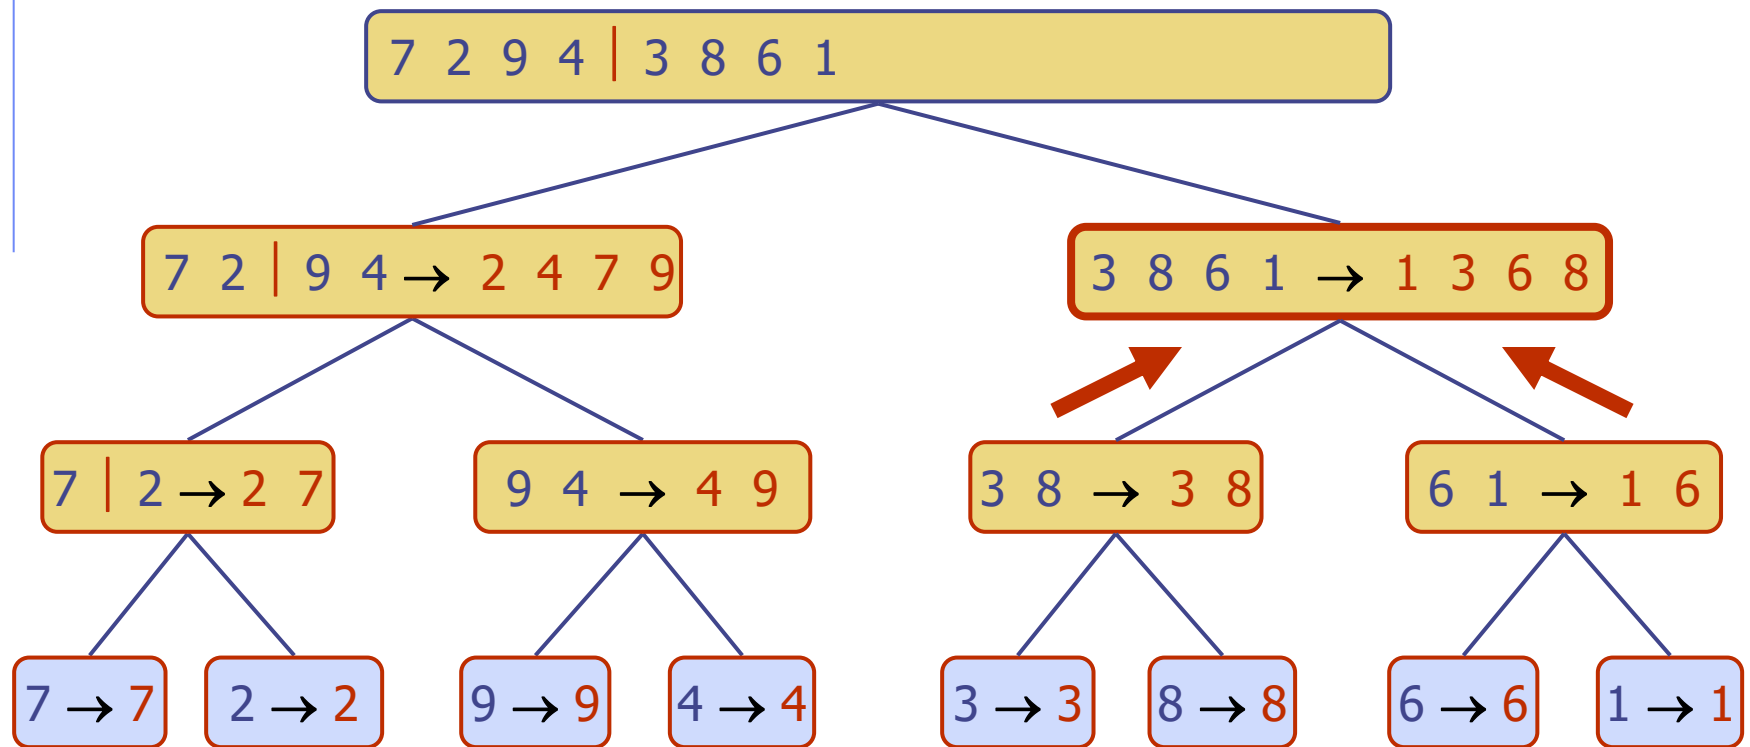 7 2 9 4 | 3 8 6 1
7 2 | 9 4 → 2 4 7 9
3 8 6 1 → 1 3 6 8
7 | 2 → 2 7
9 4 → 4 9
3 8 → 3 8
6 1 → 1 6
7 → 7
2 → 2
9 → 9
4 → 4
3 → 3
8 → 8
6 → 6
1 → 1